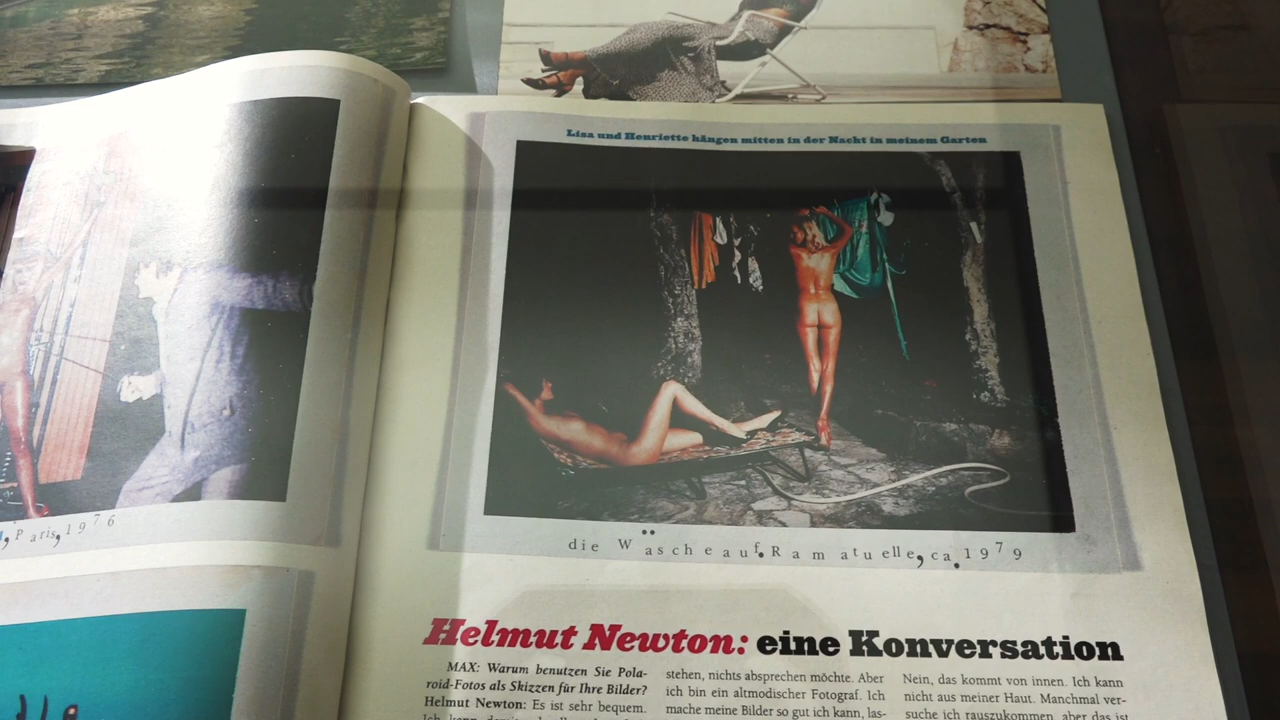 Paris, 1976
Lisa und Henriette hängen mitten in der Nacht in meinem Garten
die Wäsche auf. Ramatuelle, ca. 1979
Helmut Newton: eine Konversation
MAX: Warum benutzen Sie Pola-
roid-Fotos als Skizzen für Ihre Bilder?
Helmut Newton: Es ist sehr bequem.
stehen, nichts absprechen möchte. Aber
ich bin ein altmodischer Fotograf. Ich
mache meine Bilder so gut ich kann, las-
Nein, das kommt von innen. Ich kann
nicht aus meiner Haut. Manchmal ver-
suche ich rauszukommen, aber das ist